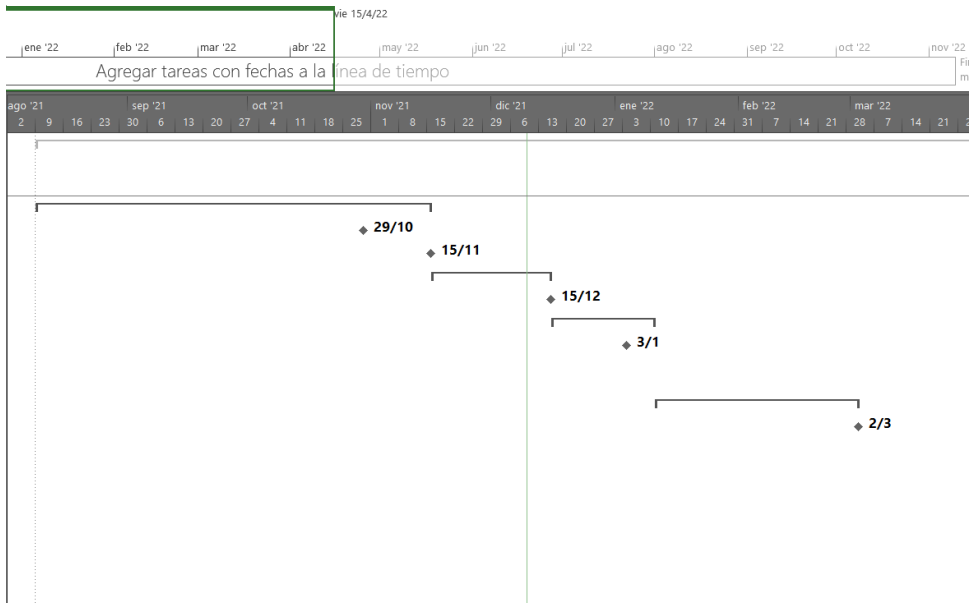 vie 15/4/22
ene '22 feb '22 mar '22 abr '22 may '22 jun '22 jul '22 ago '22 sep '22 oct '22 nov '22
Agregar tareas con fechas a la línea de tiempo
ago '21 sep '21 oct '21 nov '21 dic '21 ene '22 feb '22 mar '22
2 9 16 23 30 6 13 20 27 4 11 18 25 1 8 15 22 29 6 13 20 27 3 10 17 24 31 7 14 21 28 7 14 21
29/10
15/11
15/12
3/1
2/3